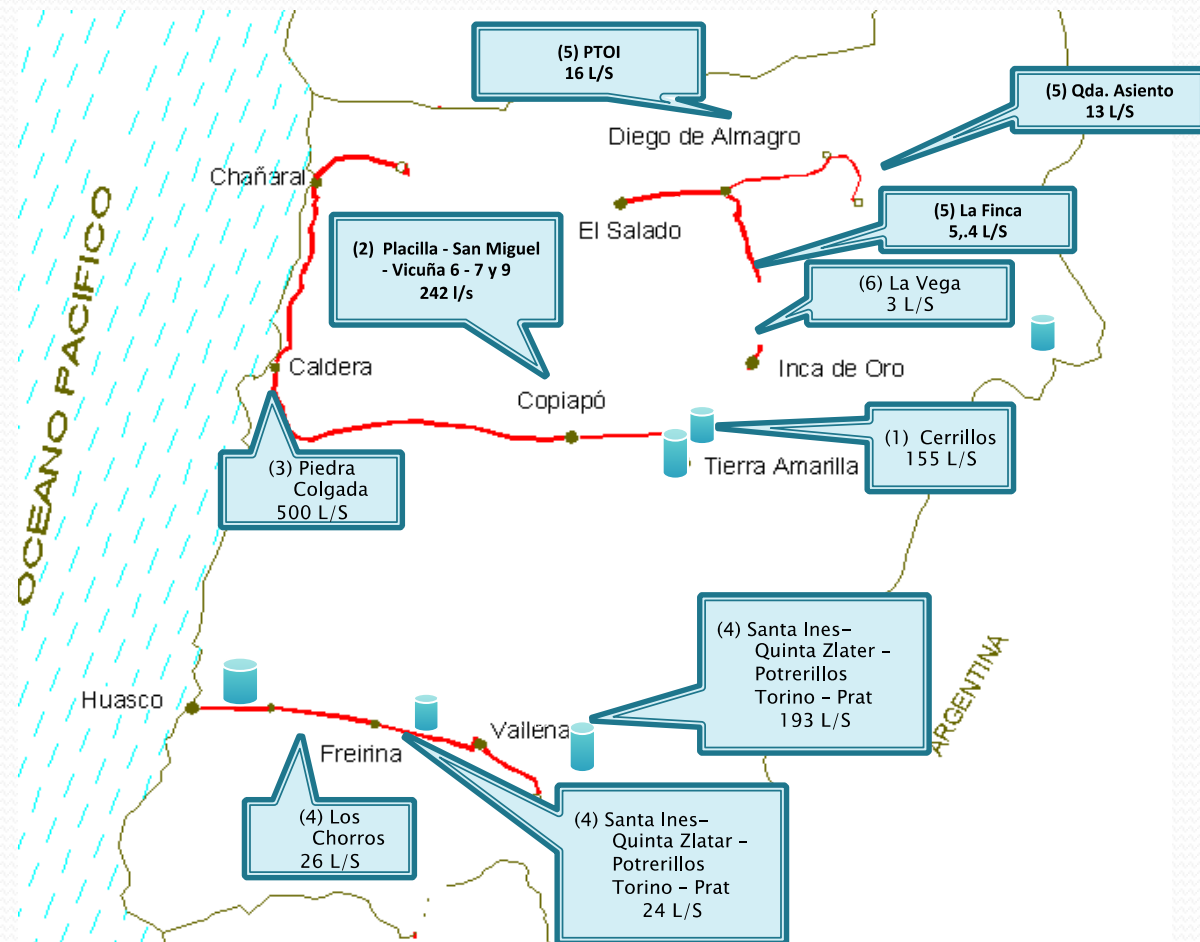 (5) PTOI
16 L/S
(5) Qda. Asiento
13 L/S
Diego de Almagro
Chañaral
El Salado
(5) La Finca
5,.4 L/S
(2) Placilla - San Miguel
- Vicuña 6 - 7 y 9
242 l/s
(6) La Vega
3 L/S
OCEANO PACIFICO
Caldera
Inca de Oro
Copiapó
(1) Cerrillos
155 L/S
Tierra Amarilla
(3) Piedra
Colgada
500 L/S
(4) Santa Ines–
Quinta Zlater –
Potrerillos
Torino – Prat
193 L/S
ARGENTINA
Huasco
Vallena
Freirina
(4) Los
Chorros
26 L/S
(4) Santa Ines–
Quinta Zlatar –
Potrerillos
Torino – Prat
24 L/S